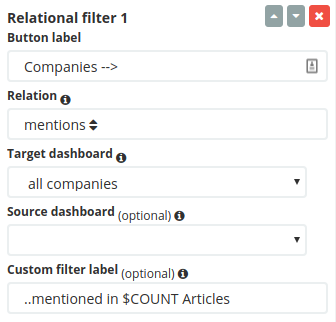 Relational filter 1
Button label
Companies -->
Relation
mentions
Target dashboard
all companies
Source dashboard (optional)
Custom filter label (optional)
..mentioned in $COUNT Articles